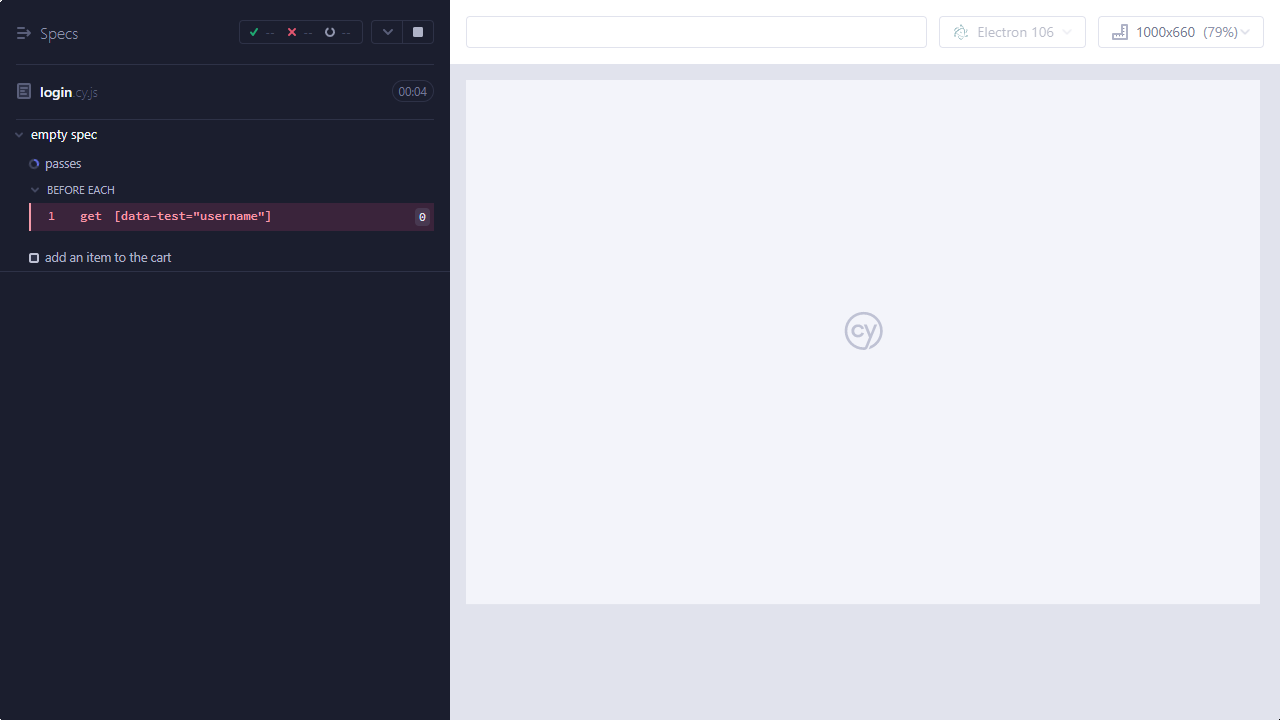 Specs -- -- --
login.cy.js 00:04
empty spec
passes
BEFORE EACH
1 get [data-test="username"] 0
add an item to the cart
Electron 106 1000x660 (79%)
cy